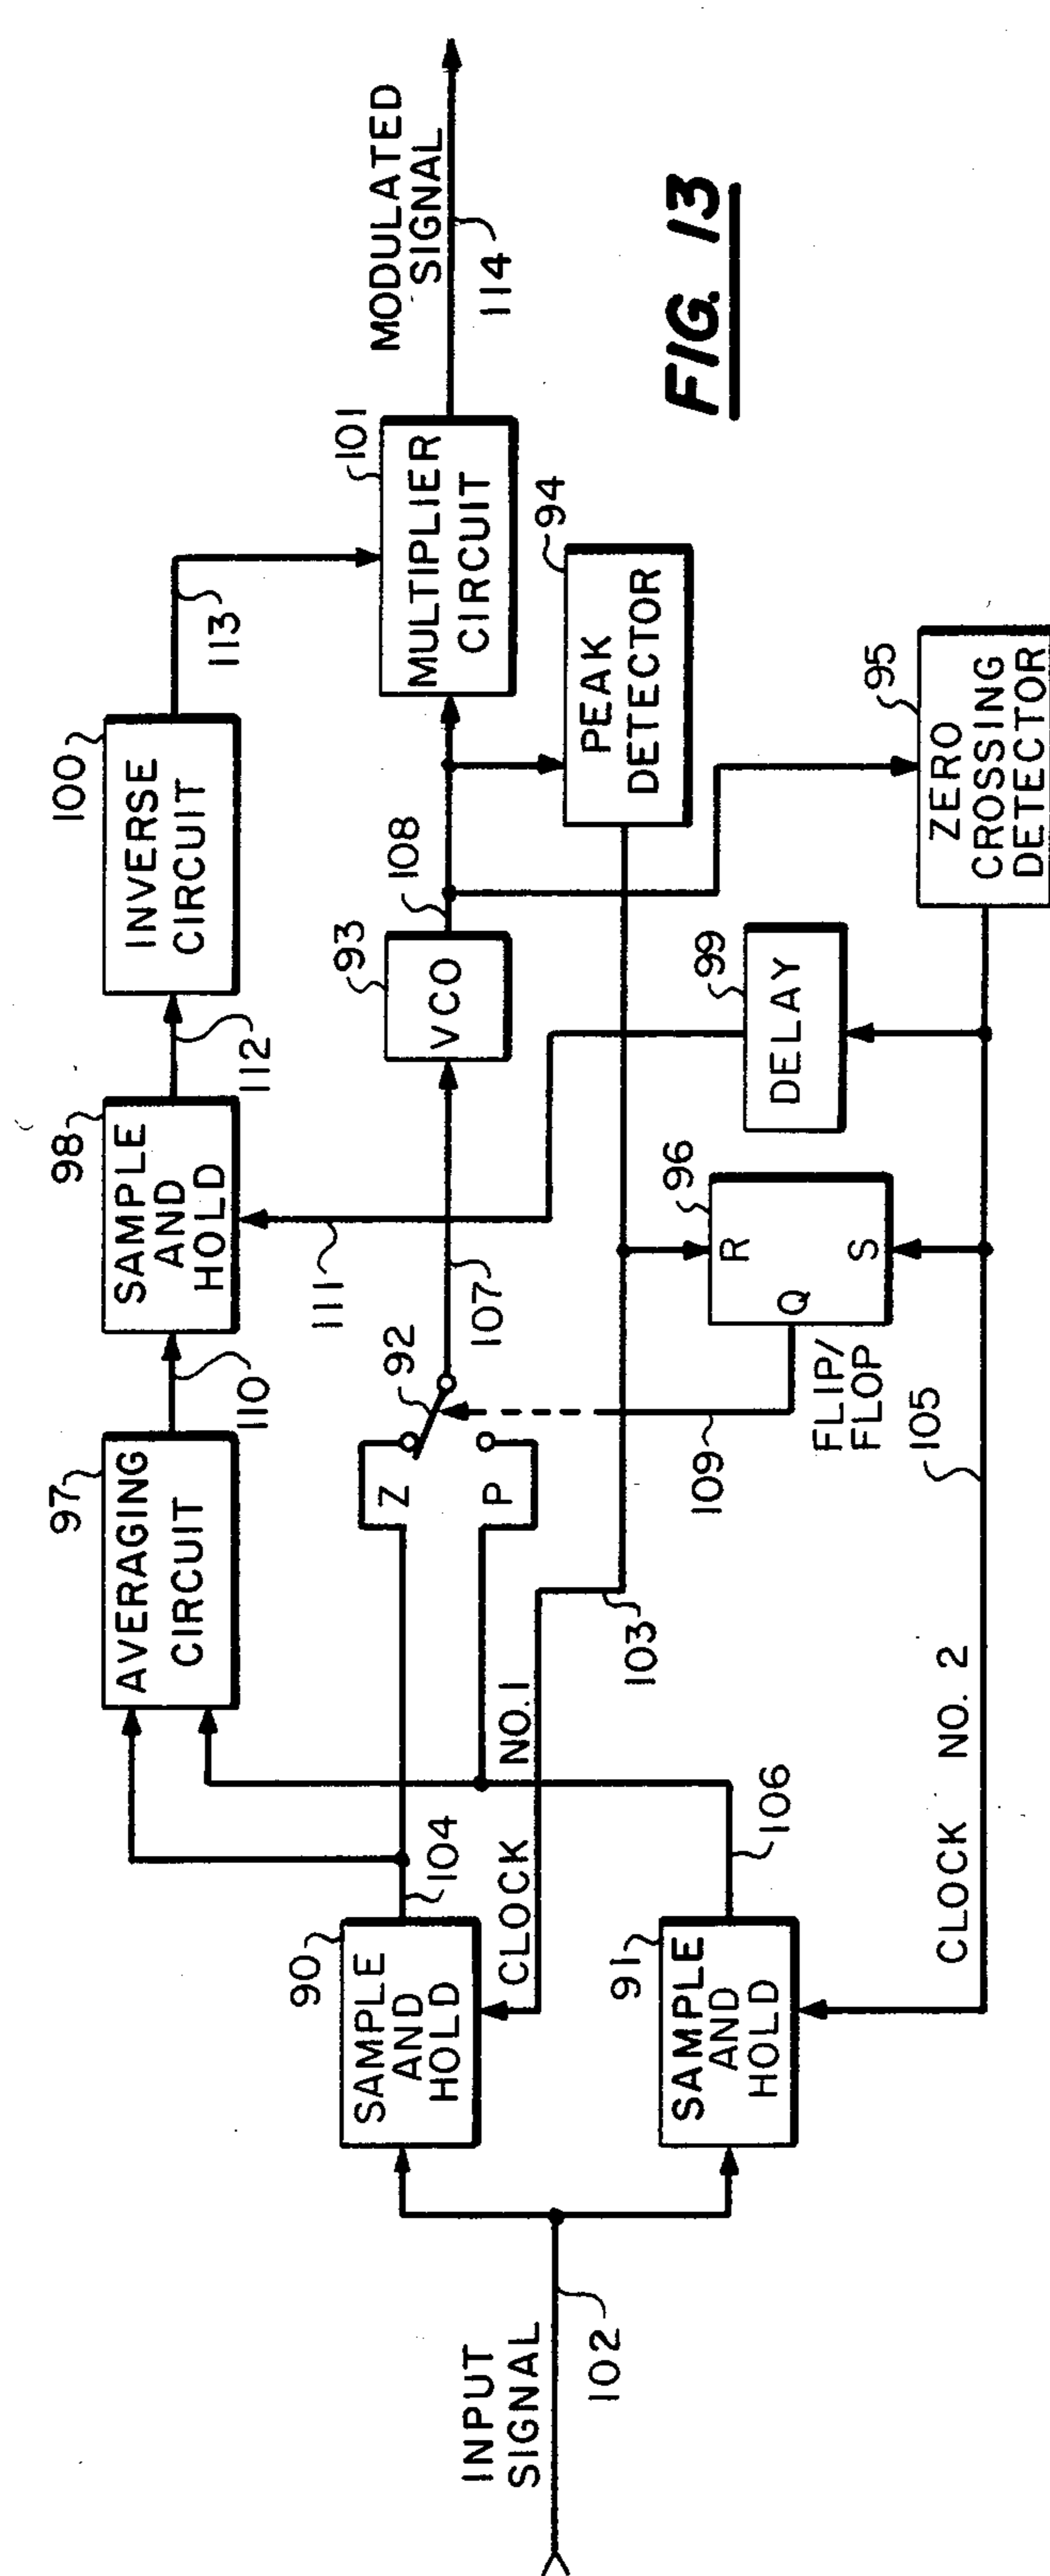 INPUT
SIGNAL
102
90
SAMPLE
AND
HOLD
104
CLOCK NO. 1
91
SAMPLE
AND
HOLD
106
CLOCK NO. 2
105
97
AVERAGING
CIRCUIT
110
Z
P
92
103
107
109
98
SAMPLE
AND
HOLD
111
112
FLIP/
FLOP
96
R
Q
S
93
VCO
108
99
DELAY
100
INVERSE
CIRCUIT
113
101
MULTIPLIER
CIRCUIT
94
PEAK
DETECTOR
95
ZERO
CROSSING
DETECTOR
MODULATED
SIGNAL
114
FIG. 13